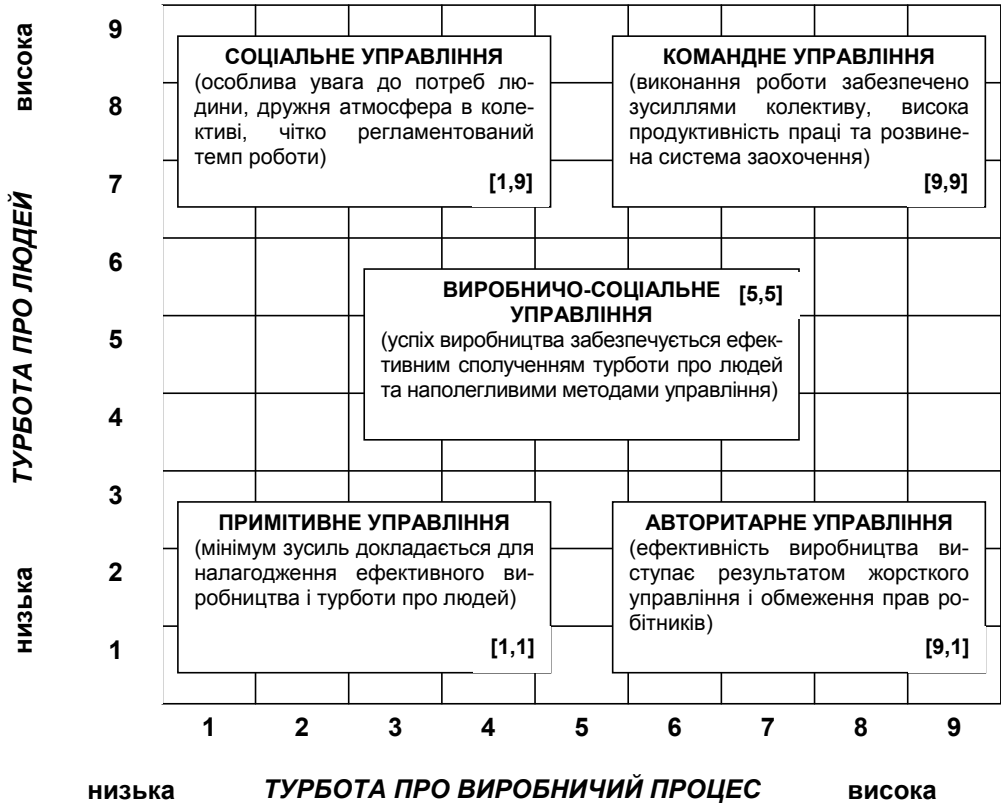 висока
ТУРБОТА ПРО ЛЮДЕЙ
низька
9
8
7
6
5
4
3
2
1
СОЦІАЛЬНЕ УПРАВЛІННЯ
(особлива увага до потреб лю-
дини, дружня атмосфера в коле-
ктиві, чітко регламентований
темп роботи)
[1,9]
КОМАНДНЕ УПРАВЛІННЯ
(виконання роботи забезпечено
зусиллями колективу, висока
продуктивність праці та розвине-
на система заохочення)
[9,9]
ВИРОБНИЧО-СОЦІАЛЬНЕ [5,5]
УПРАВЛІННЯ
(успіх виробництва забезпечується ефек-
тивним сполученням турботи про людей
та наполегливими методами управління)
ПРИМІТИВНЕ УПРАВЛІННЯ
(мінімум зусиль докладається для
налагодження ефективного ви-
робництва і турботи про людей)
[1,1]
АВТОРИТАРНЕ УПРАВЛІННЯ
(ефективність виробництва ви-
ступає результатом жорсткого
управління і обмеження прав ро-
бітників)
[9,1]
1 2 3 4 5 6 7 8 9
низька ТУРБОТА ПРО ВИРОБНИЧИЙ ПРОЦЕС висока